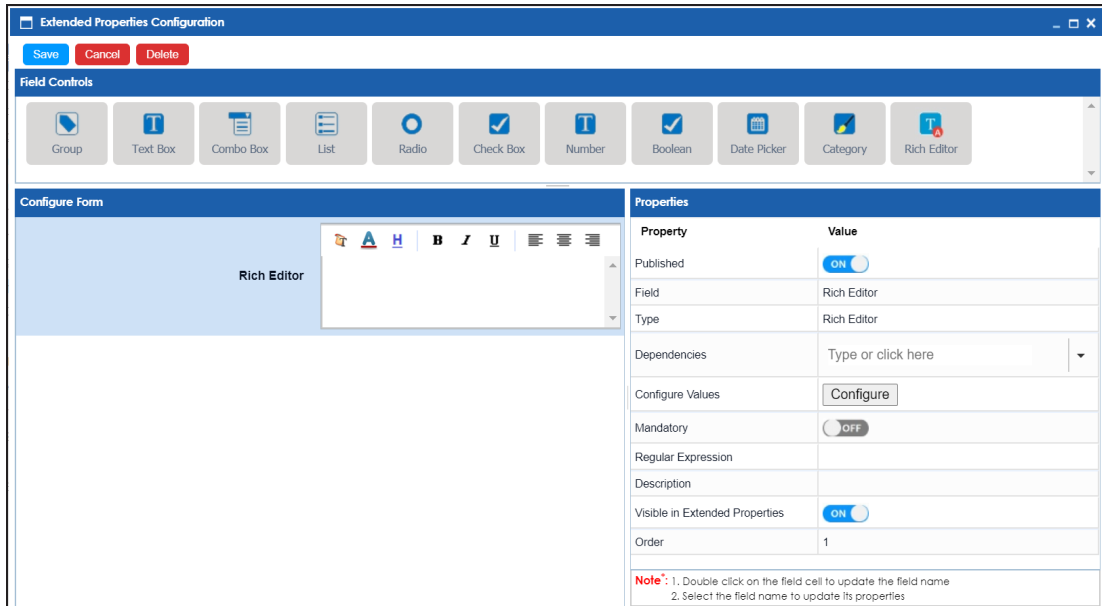 Extended Properties Configuration
Save Cancel Delete
Field Controls
Group Text Box Combo Box List Radio Check Box Number Boolean Date Picker Category Rich Editor
Configure Form
A H B I U
Rich Editor
Properties
Property Value
Published ON
Field Rich Editor
Type Rich Editor
Dependencies Type or click here
Configure Values Configure
Mandatory OFF
Regular Expression
Description
Visible in Extended Properties ON
Order 1
Note*: 1. Double click on the field cell to update the field name
2. Select the field name to update its properties